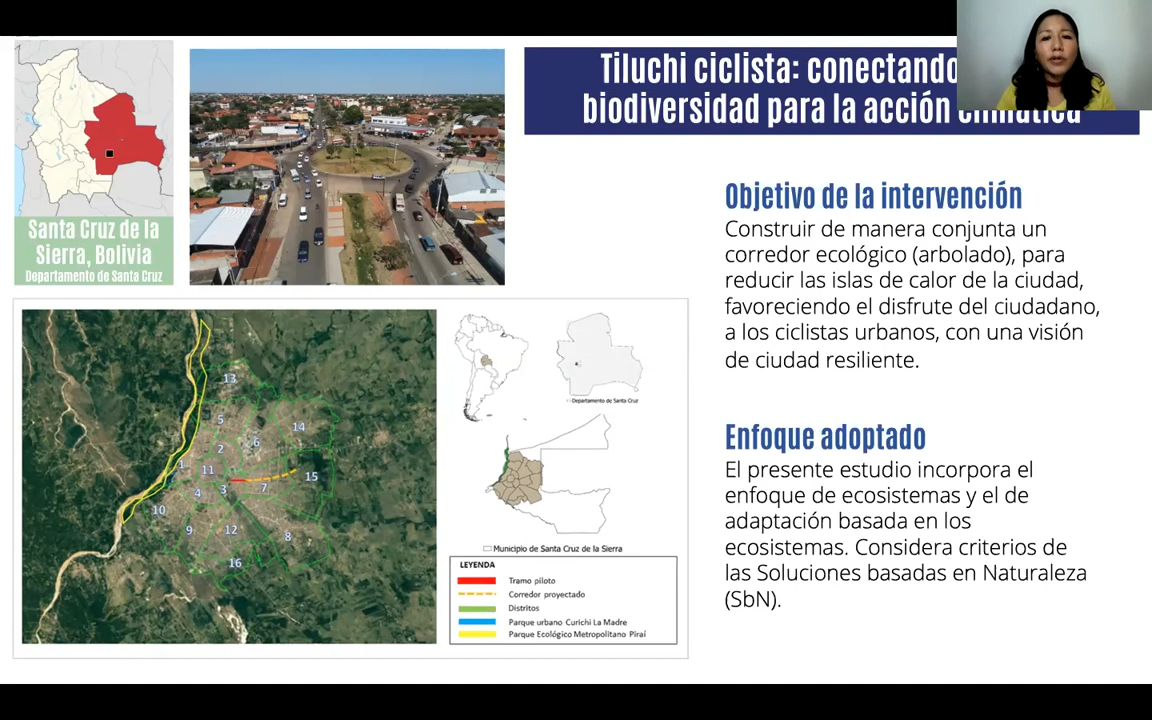 Tiluchi ciclista: conectando
biodiversidad para la acción climática
Santa Cruz de la
Sierra, Bolivia
Departamento de Santa Cruz
Objetivo de la intervención
Construir de manera conjunta un
corredor ecológico (arbolado), para
reducir las islas de calor de la ciudad,
favoreciendo el disfrute del ciudadano,
a los ciclistas urbanos, con una visión
de ciudad resiliente.
Enfoque adoptado
El presente estudio incorpora el
enfoque de ecosistemas y el de
adaptación basada en los
ecosistemas. Considera criterios de
las Soluciones basadas en Naturaleza
(SbN).
13
5
14
6
2
1
11
15
4
3
7
10
9
12
8
16
Departamento de Santa Cruz
Municipio de Santa Cruz de la Sierra
LEYENDA
Tramo piloto
Corredor proyectado
Distritos
Parque urbano Curichi La Madre
Parque Ecológico Metropolitano Piraí